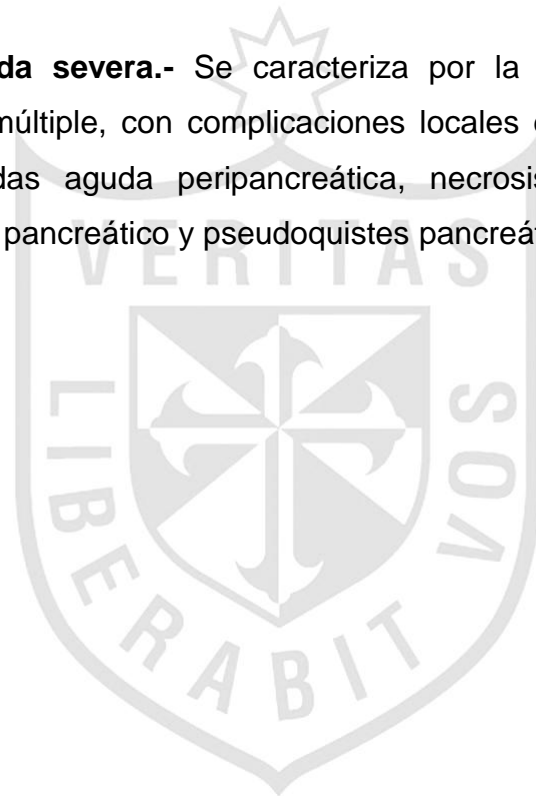 da severa.- Se caracteriza por la
múltiple, con complicaciones locales
das aguda peripancreática, necrosis
pancreático y pseudoquistes
VERITAS
LIBERABIT VOS